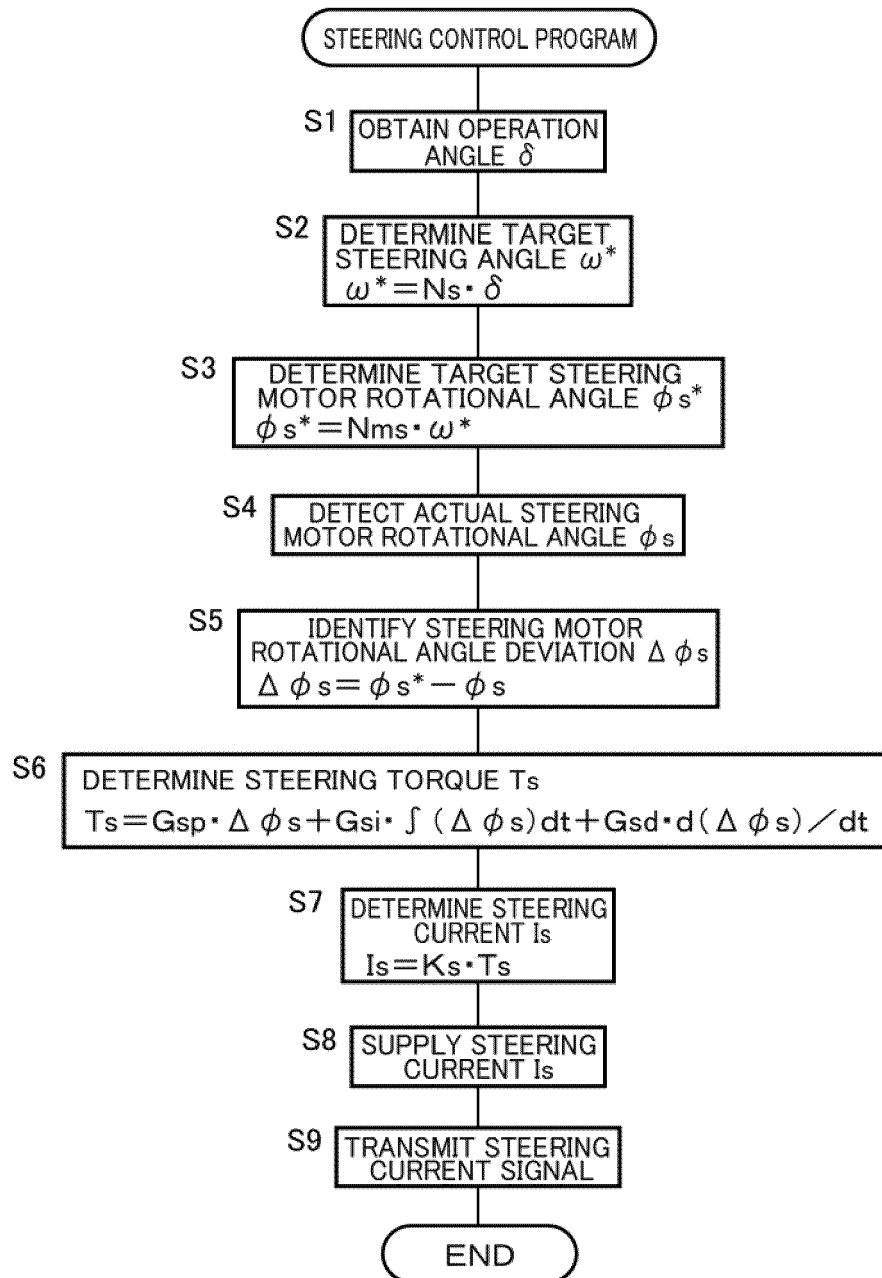 STEERING CONTROL PROGRAM
S1
OBTAIN OPERATION
ANGLE δ
S2
DETERMINE TARGET
STEERING ANGLE ω*
ω*=Ns·δ
S3
DETERMINE TARGET STEERING
MOTOR ROTATIONAL ANGLE φs*
φs*=Nms·ω*
S4
DETECT ACTUAL STEERING
MOTOR ROTATIONAL ANGLE φs
S5
IDENTIFY STEERING MOTOR
ROTATIONAL ANGLE DEVIATION Δφs
Δφs=φs*−φs
S6
DETERMINE STEERING TORQUE Ts
Ts=Gsp·Δφs+Gsi·∫(Δφs)dt+Gsd·d(Δφs)/dt
S7
DETERMINE STEERING
CURRENT Is
Is=Ks·Ts
S8
SUPPLY STEERING
CURRENT Is
S9
TRANSMIT STEERING
CURRENT SIGNAL
END